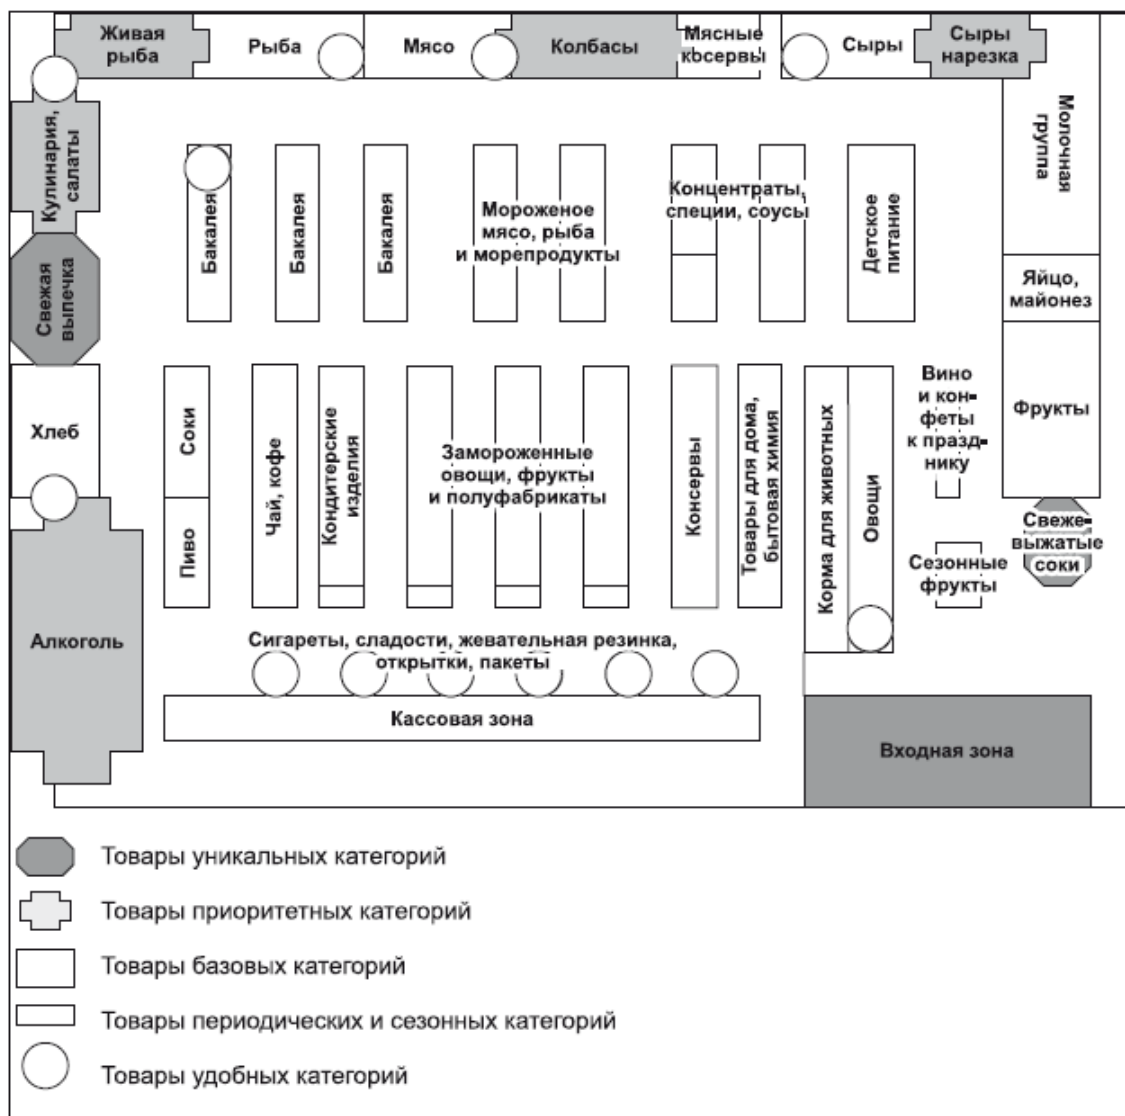 Живая
рыба
Рыба
Мясо
Колбасы
Мясные
косервы
Сыры
Сыры
нарезка
Кулинария,
салаты
Молочная
группа
Бакалея
Бакалея
Бакалея
Мороженое
мясо, рыба
и морепродукты
Концентраты,
специи, соусы
Детское
питание
Свежая
выпечка
Яйцо,
майонез
Хлеб
Соки
Пиво
Чай, кофе
Кондитерские
изделия
Замороженные
овощи, фрукты
и полуфабрикаты
Консервы
Товары для дома,
бытовая химия
Корма для животных
Овощи
Вино
и кон-
феты
к празд-
нику
Фрукты
Свеже-
выжатые
соки
Сезонные
фрукты
Алкоголь
Сигареты, сладости, жевательная резинка,
открытки, пакеты
Кассовая зона
Входная зона
Товары уникальных категорий
Товары приоритетных категорий
Товары базовых категорий
Товары периодических и сезонных категорий
Товары удобных категорий